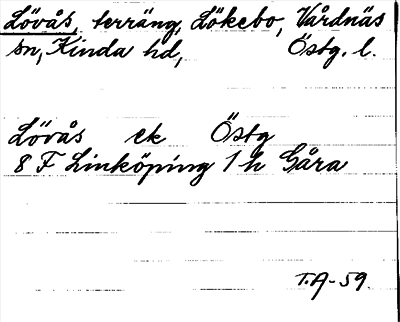 Lövås, terräng, Lökebo, Vårdnäs
sn, Kinda hd, Östg. l.
Lövås ek Östg
8 F Linköping 1 h Gåra
T.A-59.